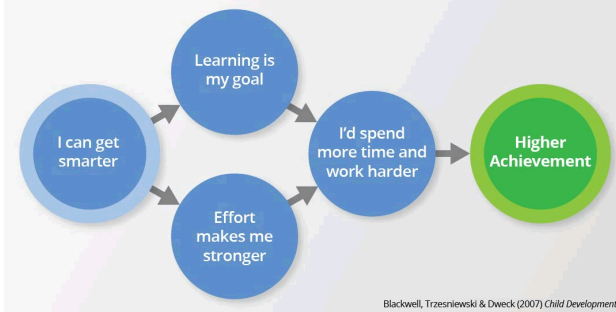 I can get
smarter
Learning is
my goal
Effort
makes me
stronger
I'd spend
more time and
work harder
Higher
Achievement
Blackwell, Trzesniewski & Dweck (2007) Child Development